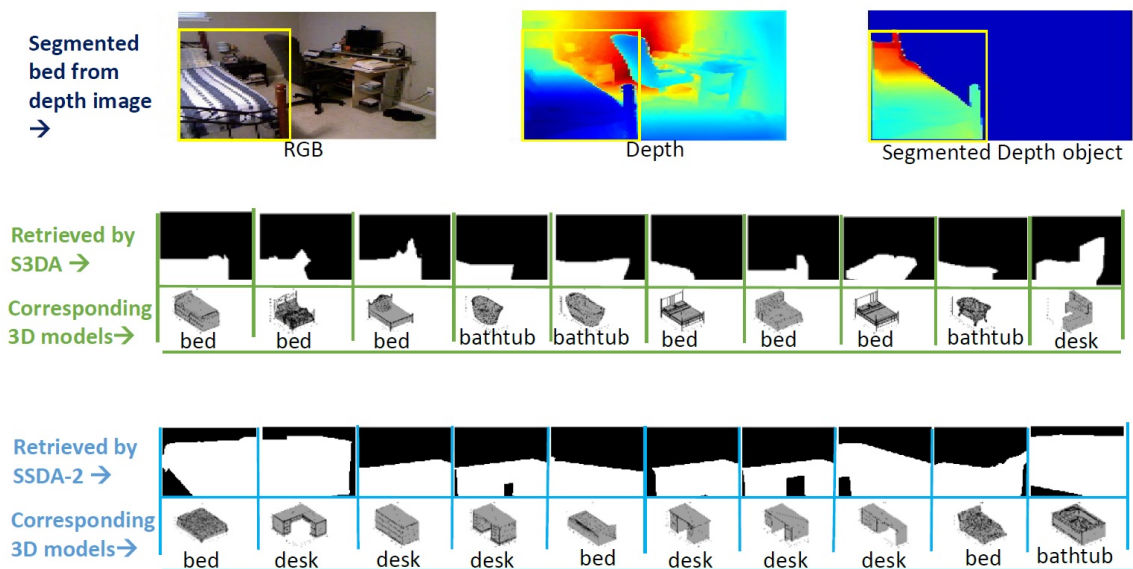 Segmented
bed from
depth image
→
RGB
Depth
Segmented Depth object
Retrieved by
S3DA →
Corresponding
3D models→
bed
bed
bed
bathtub
bathtub
bed
bed
bed
bathtub
desk
Retrieved by
SSDA-2 →
Corresponding
3D models→
bed
desk
desk
desk
bed
desk
desk
desk
bed
bathtub